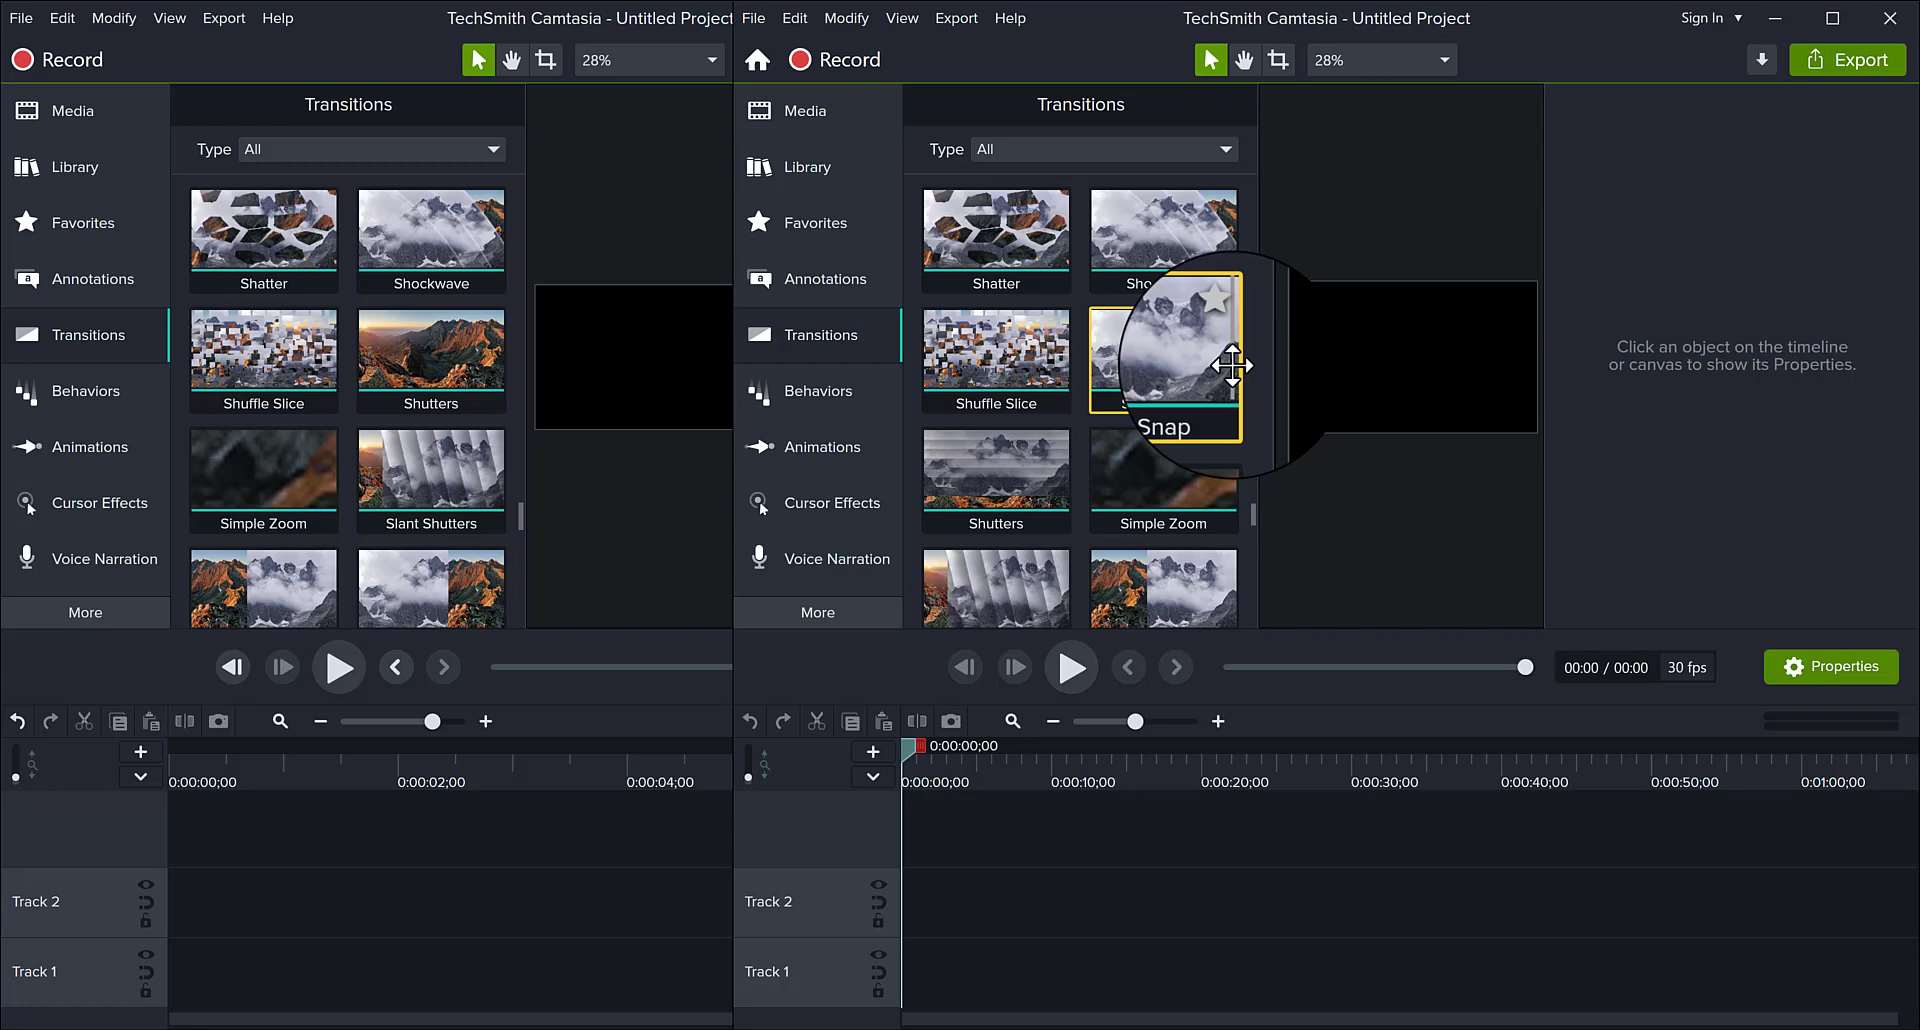 File Edit Modify View Export Help TechSmith Camtasia - Untitled Project
Record 28%
Media
Library
Favorites
Annotations
Transitions
Behaviors
Animations
Cursor Effects
Voice Narration
More
Transitions
Type All
Shatter Shockwave
Shuffle Slice Shutters
Simple Zoom Slant Shutters
0:00:00;00 0:00:02;00 0:00:04;00
Track 2
Track 1
File Edit Modify View Export Help TechSmith Camtasia - Untitled Project Sign In
Record 28% Export
Media
Library
Favorites
Annotations
Transitions
Behaviors
Animations
Cursor Effects
Voice Narration
More
Transitions
Type All
Shatter Sho
Shuffle Slice Snap
Shutters Simple Zoom
Click an object on the timeline
or canvas to show its Properties.
00:00 / 00:00 30 fps Properties
0:00:00;00
0:00:00;00 0:00:10;00 0:00:20;00 0:00:30;00 0:00:40;00 0:00:50;00 0:01:00;00
Track 2
Track 1